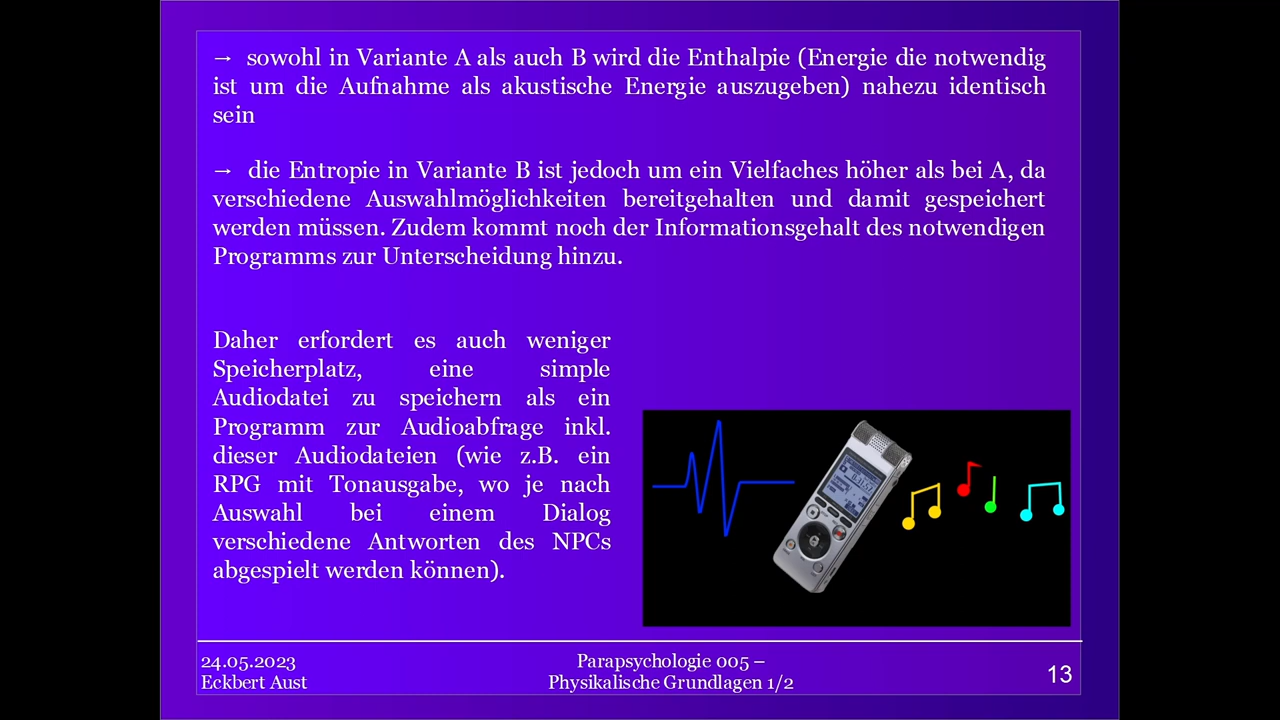 → sowohl in Variante A als auch B wird die Enthalpie (Energie die notwendig
ist um die Aufnahme als akustische Energie auszugeben) nahezu identisch
sein
→ die Entropie in Variante B ist jedoch um ein Vielfaches höher als bei A, da
verschiedene Auswahlmöglichkeiten bereitgehalten und damit gespeichert
werden müssen. Zudem kommt noch der Informationsgehalt des notwendigen
Programms zur Unterscheidung hinzu.
Daher erfordert es auch weniger
Speicherplatz, eine simple
Audiodatei zu speichern als ein
Programm zur Audioabfrage inkl.
dieser Audiodateien (wie z.B. ein
RPG mit Tonausgabe, wo je nach
Auswahl bei einem Dialog
verschiedene Antworten des NPCs
abgespielt werden können).
24.05.2023
Eckbert Aust
Parapsychologie 005 –
Physikalische Grundlagen 1/2
13